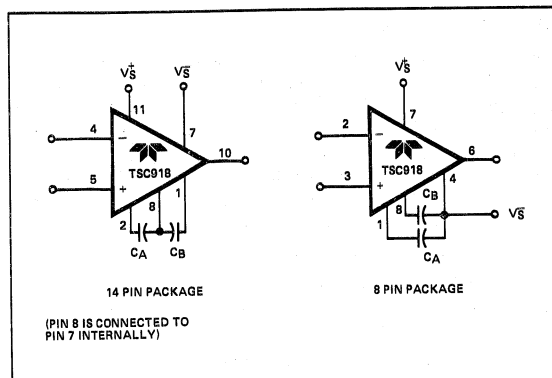 V⁺S V⁻S
11
4 − 7
TSC918 10
5 + 8 1
2
CA CB
14 PIN PACKAGE
(PIN 8 IS CONNECTED TO
PIN 7 INTERNALLY)
V⁺S
7
2 −
TSC918 6
3 + CB 4
8 V⁻S
1
CA
8 PIN PACKAGE